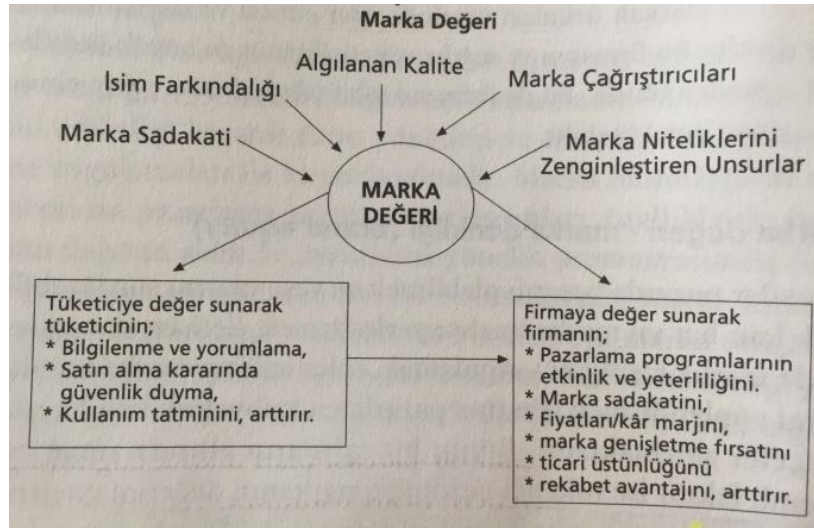 Marka Değeri
Algılanan Kalite
İsim Farkındalığı
Marka Çağrıştırıcıları
Marka Sadakati
Marka Niteliklerini
Zenginleştiren Unsurlar
MARKA
DEĞERİ
Tüketiciye değer sunarak
tüketicinin;
* Bilgilenme ve yorumlama,
* Satın alma kararında
güvenlik duyma,
* Kullanım tatminini, arttırır.
Firmaya değer sunarak
firmanın;
* Pazarlama programlarının
etkinlik ve yeterliliğini.
* Marka sadakatini,
* Fiyatları/kâr marjını,
* marka genişletme fırsatını
* ticari üstünlüğünü
* rekabet avantajını, arttırır.